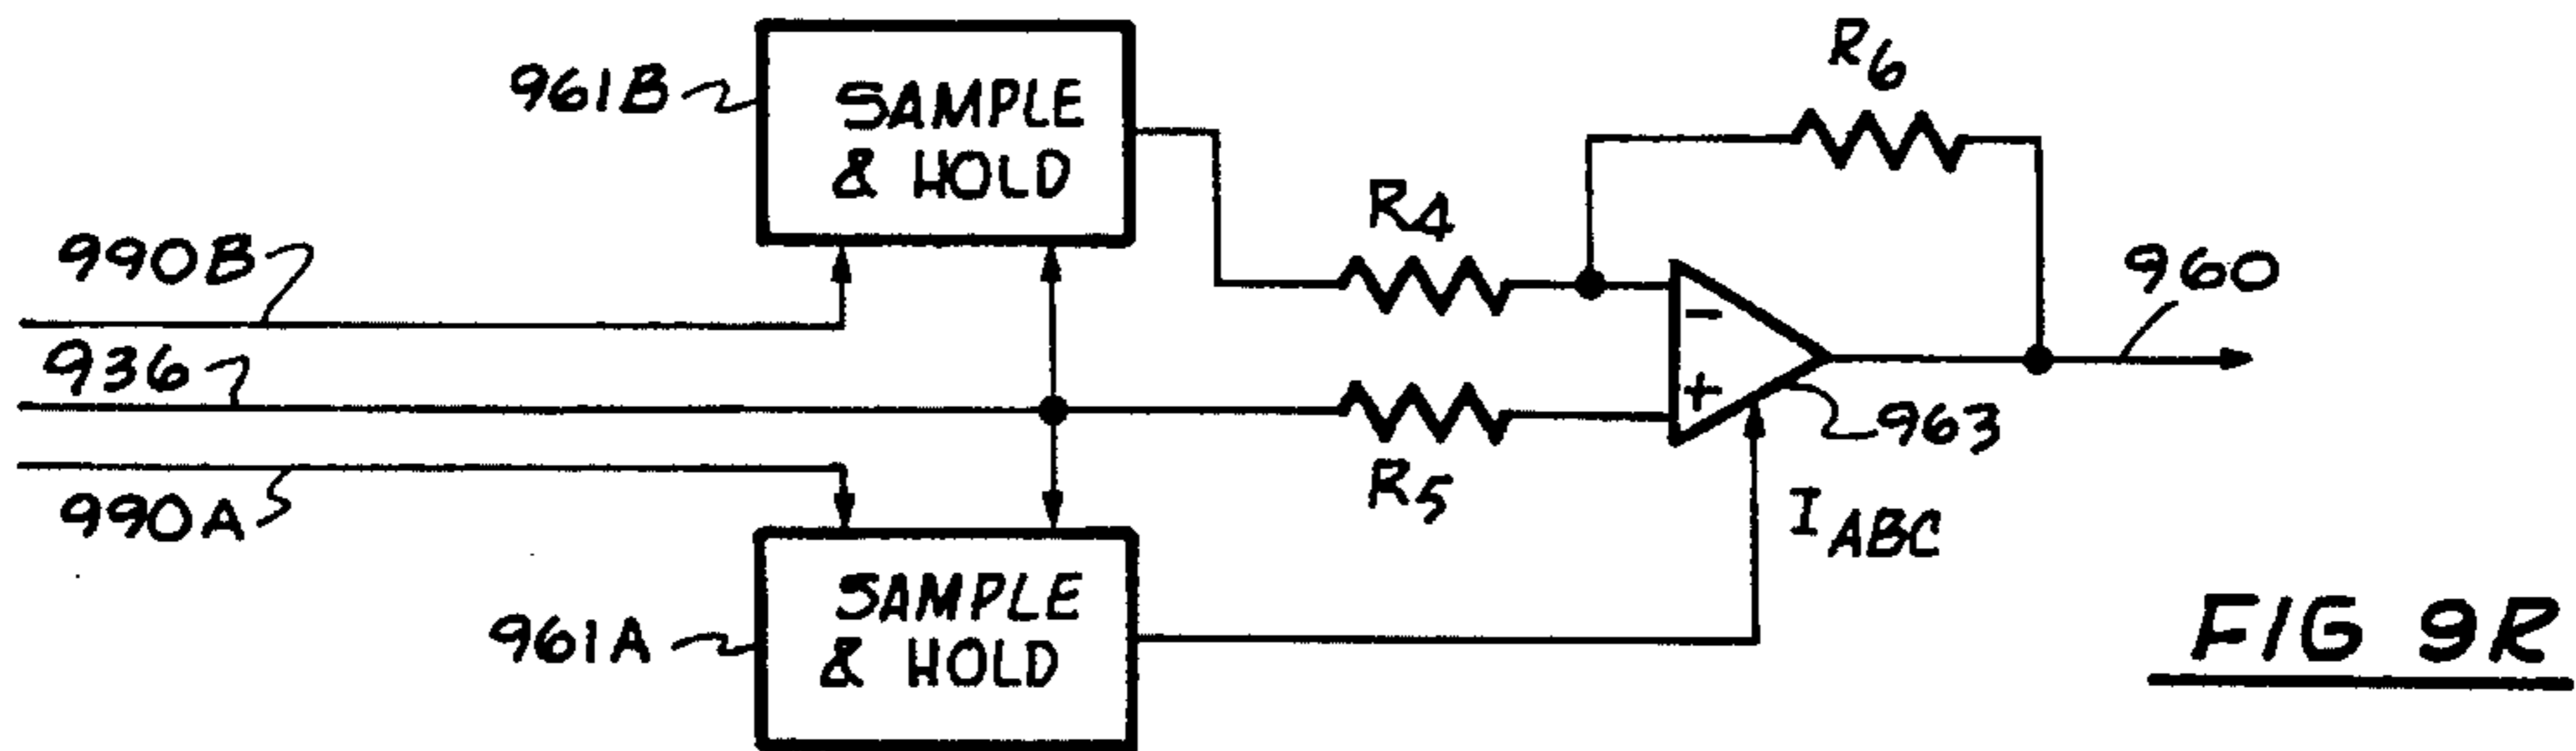 961B
SAMPLE
& HOLD
R6
R4
990B
936
990A
960
963
R5
IABC
961A
SAMPLE
& HOLD
FIG 9R